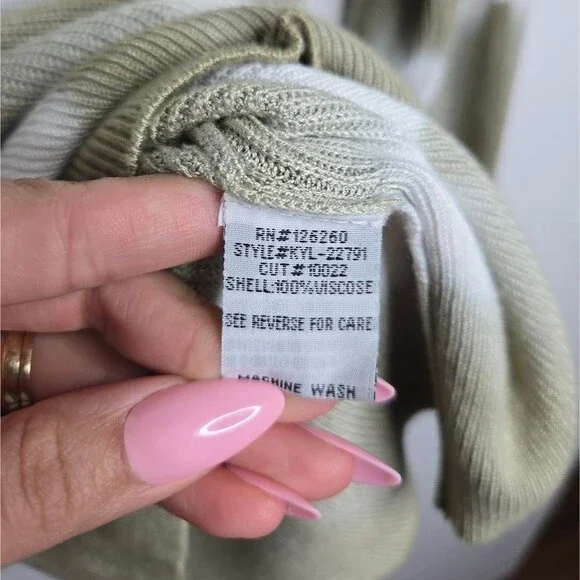 RN#126260
STYLE#KYL-22791
CUT#10022
SHELL:100%VISCOSE
SEE REVERSE FOR CARE
MACHINE WASH